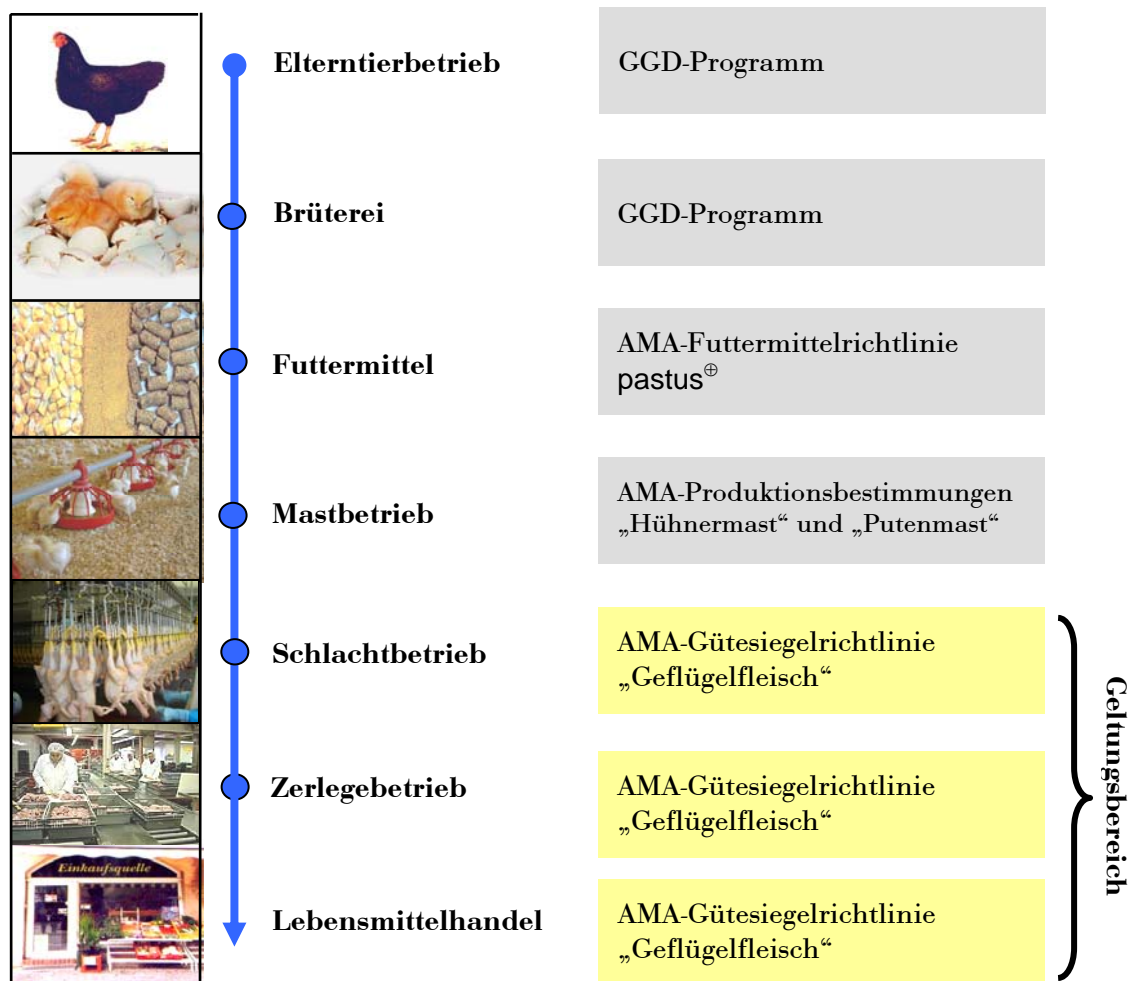 Elterntierbetrieb
GGD-Programm
Brüterei
GGD-Programm
Futtermittel
AMA-Futtermittelrichtlinie
pastus⊕
Mastbetrieb
AMA-Produktionsbestimmungen
„Hühnermast“ und „Putenmast“
Schlachtbetrieb
AMA-Gütesiegelrichtlinie
„Geflügelfleisch“
Zerlegebetrieb
AMA-Gütesiegelrichtlinie
„Geflügelfleisch“
Einkaufsquelle
Lebensmittelhandel
AMA-Gütesiegelrichtlinie
„Geflügelfleisch“
Geltungsbereich